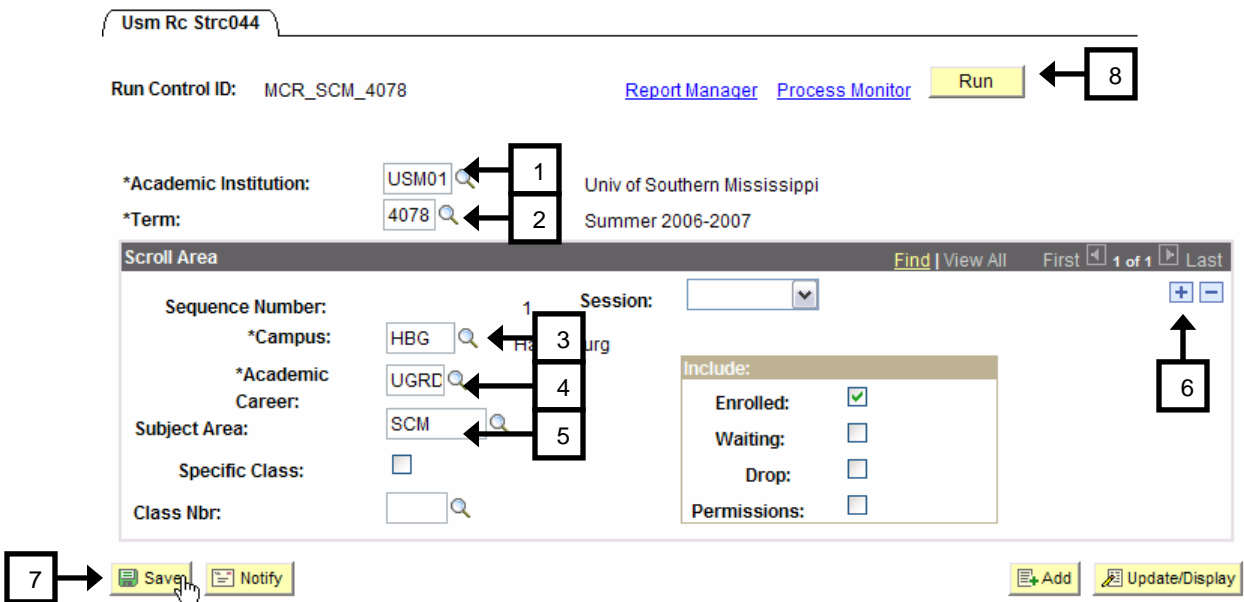 Usm Rc Strc044
Run Control ID: MCR_SCM_4078 Report Manager Process Monitor Run 8
*Academic Institution: USM01 1 Univ of Southern Mississippi
*Term: 4078 2 Summer 2006-2007
Scroll Area Find | View All First 1 of 1 Last
Sequence Number: 1 Session:
*Campus: HBG 3 Ha urg
*Academic Career: UGRD 4
Include:
6
Enrolled:
Subject Area: SCM 5
Waiting:
Specific Class:
Drop:
Class Nbr:
Permissions:
7 Save Notify Add Update/Display